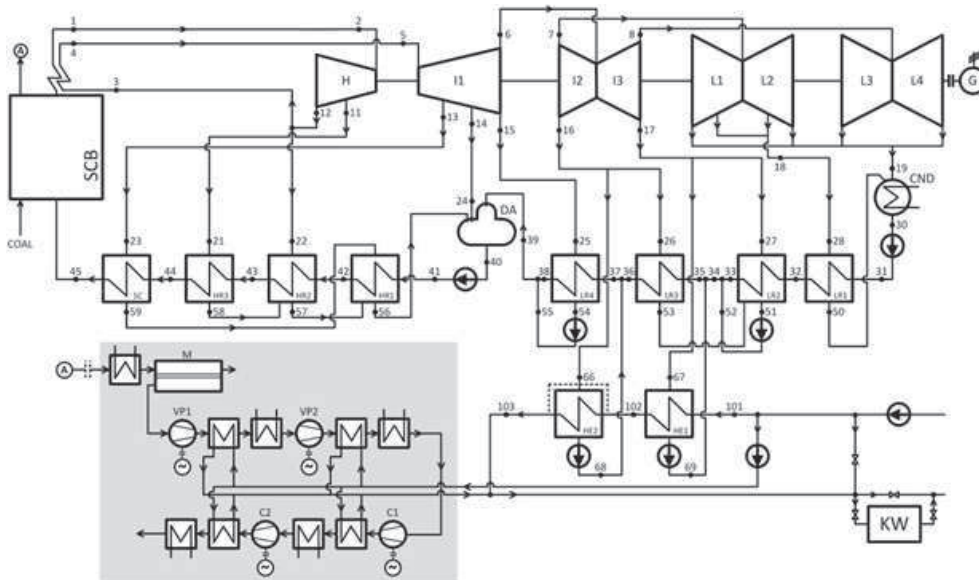 1
2
4
5
6
7
8
A
3
H
I1
I2
I3
L1
L2
L3
L4
G
12
11
13
14
15
16
17
18
19
SCB
CND
30
24
DA
39
40
COAL
23
21
22
25
26
27
28
45
44
43
42
41
38
37
36
35
34
33
32
31
SC
HR3
HR2
HR1
LR4
LR3
LR2
LR1
59
58
57
56
55
54
53
52
51
50
A
M
66
67
103
102
101
HE2
HE1
VP1
VP2
68
69
~
~
C2
C1
KW
~
~